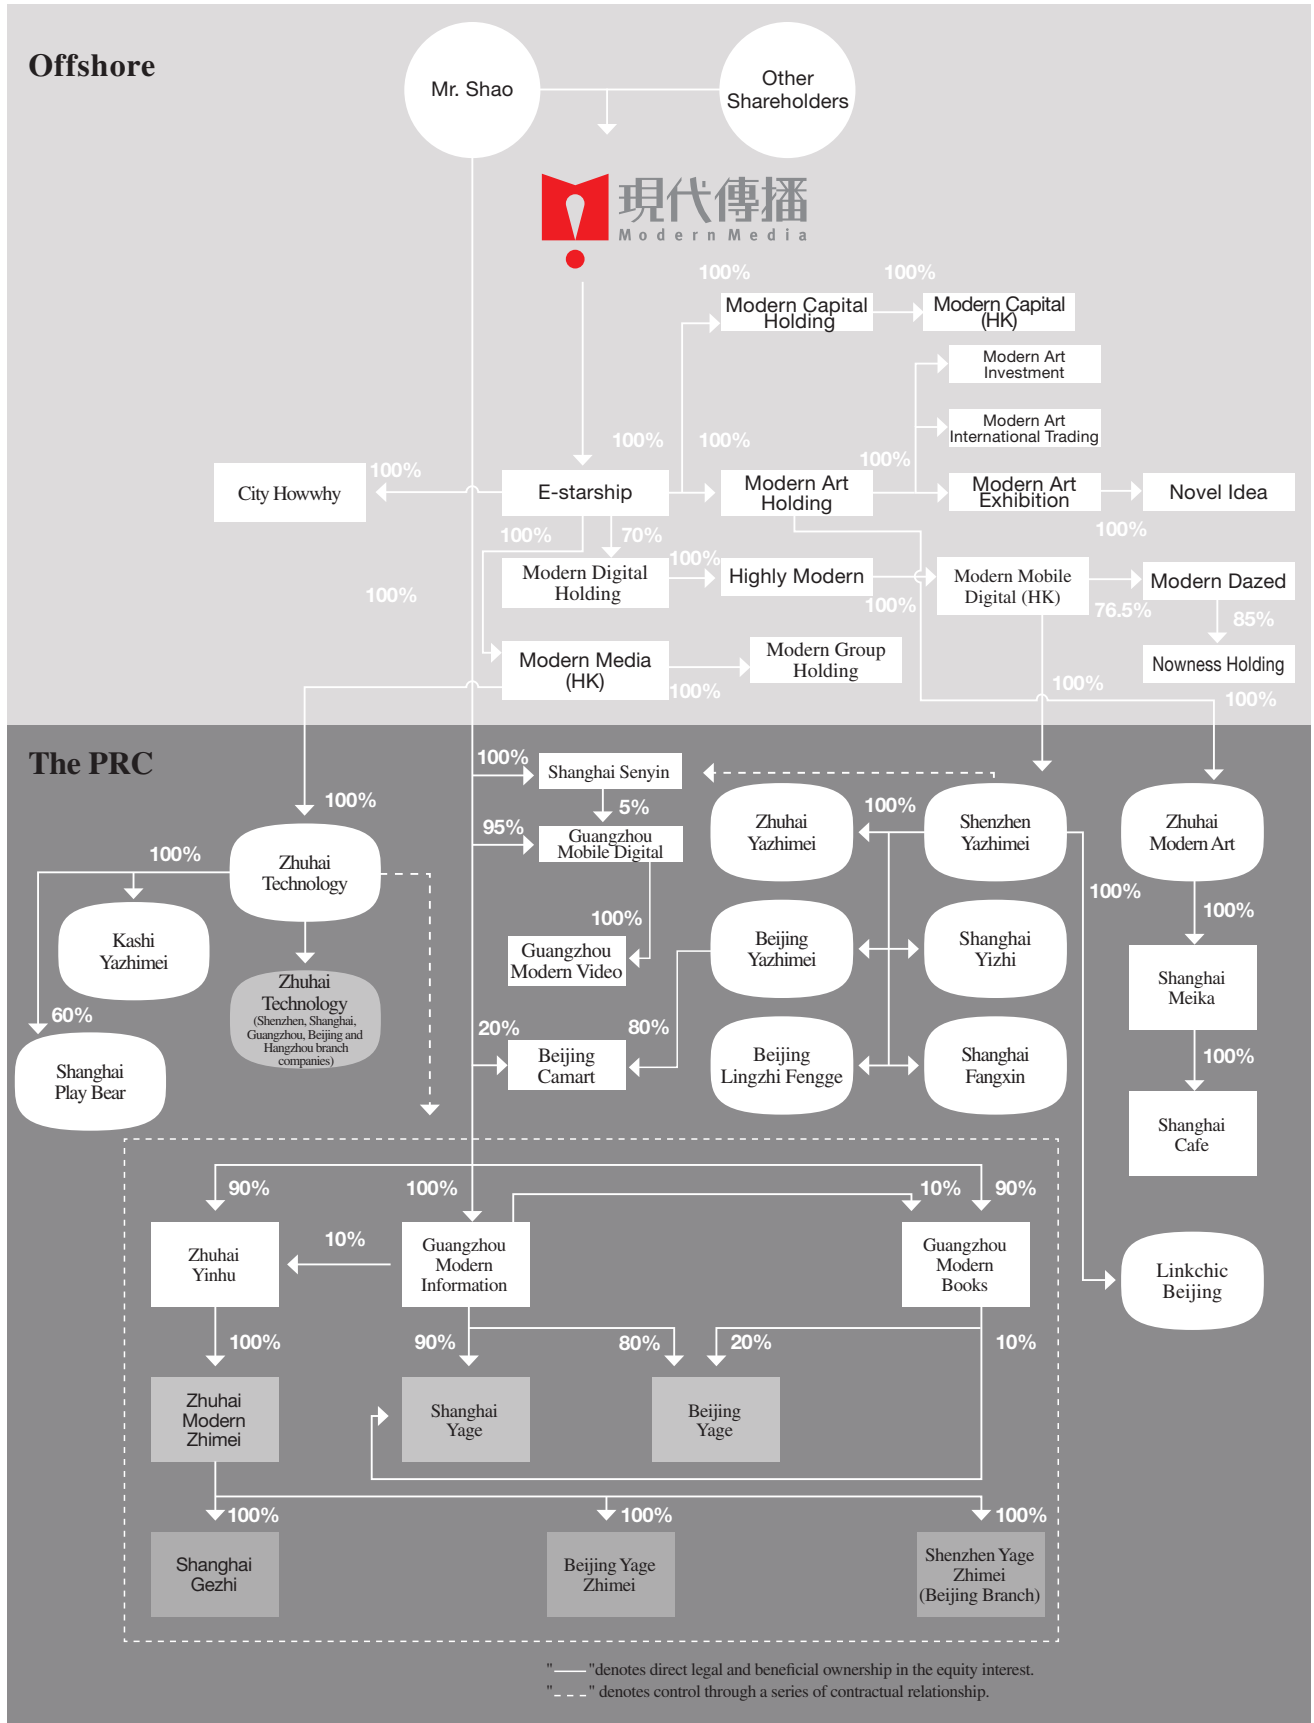 Offshore
Mr. Shao
Other
Shareholders
現代傳播
Modern Media
100%
100%
Modern Capital
Holding
Modern Capital
(HK)
Modern Art
Investment
Modern Art
International Trading
100%
100%
100%
100%
City Howwhy
E-starship
Modern Art
Holding
Modern Art
Exhibition
Novel Idea
100%
70%
100%
100%
Modern Digital
Holding
Highly Modern
Modern Mobile
Digital (HK)
Modern Dazed
100%
100%
76.5%
85%
Modern Media
(HK)
Modern Group
Holding
Nowness Holding
100%
100%
100%
The PRC
100%
Shanghai Senyin
100%
5%
100%
95%
Guangzhou
Mobile Digital
Zhuhai
Yazhimei
Shenzhen
Yazhimei
Zhuhai
Modern Art
100%
Zhuhai
Technology
100%
100%
100%
Kashi
Yazhimei
Guangzhou
Modern Video
Beijing
Yazhimei
Shanghai
Yizhi
Shanghai
Meika
Zhuhai
Technology
(Shenzhen, Shanghai,
Guangzhou, Beijing and
Hangzhou branch
companies)
60%
20%
80%
Shanghai
Play Bear
Beijing
Camart
Beijing
Lingzhi Fengge
Shanghai
Fangxin
100%
Shanghai
Cafe
90%
100%
10%
90%
Zhuhai
Yinhu
10%
Guangzhou
Modern
Information
Guangzhou
Modern
Books
Linkchic
Beijing
100%
90%
80%
20%
10%
Zhuhai
Modern
Zhimei
Shanghai
Yage
Beijing
Yage
100%
100%
100%
Shanghai
Gezhi
Beijing Yage
Zhimei
Shenzhen Yage
Zhimei
(Beijing Branch)
"——"denotes direct legal and beneficial ownership in the equity interest.
"– – –" denotes control through a series of contractual relationship.